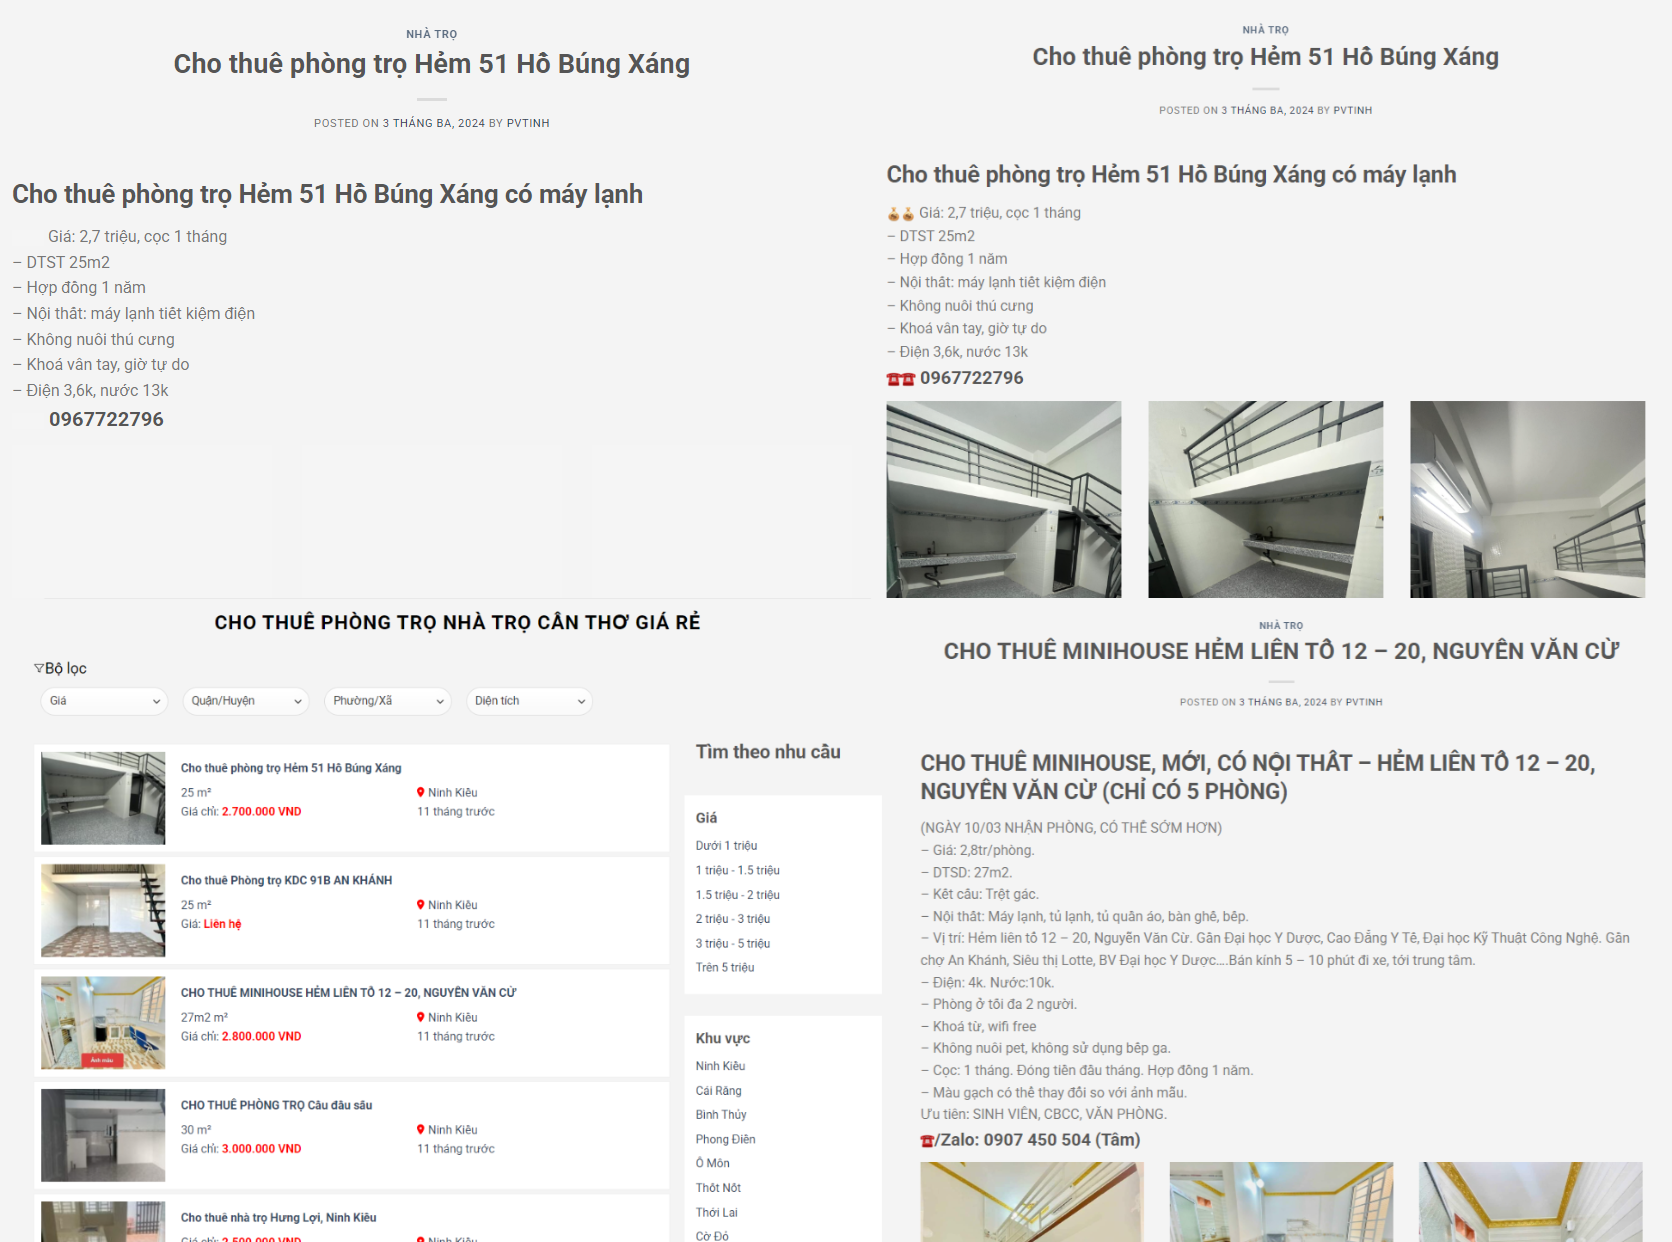 NHÀ TRỌ
Cho thuê phòng trọ Hẻm 51 Hồ Búng Xáng
POSTED ON 3 THÁNG BA, 2024 BY PVTINH
Cho thuê phòng trọ Hẻm 51 Hồ Búng Xáng có máy lạnh
Giá: 2,7 triệu, cọc 1 tháng
– DTST 25m2
– Hợp đồng 1 năm
– Nội thất: máy lạnh tiết kiệm điện
– Không nuôi thú cưng
– Khoá vân tay, giờ tự do
– Điện 3,6k, nước 13k
0967722796
NHÀ TRỌ
Cho thuê phòng trọ Hẻm 51 Hồ Búng Xáng
POSTED ON 3 THÁNG BA, 2024 BY PVTINH
Cho thuê phòng trọ Hẻm 51 Hồ Búng Xáng có máy lạnh
💰💰 Giá: 2,7 triệu, cọc 1 tháng
– DTST 25m2
– Hợp đồng 1 năm
– Nội thất: máy lạnh tiết kiệm điện
– Không nuôi thú cưng
– Khoá vân tay, giờ tự do
– Điện 3,6k, nước 13k
☎️☎️ 0967722796
CHO THUÊ PHÒNG TRỌ NHÀ TRỌ CẦN THƠ GIÁ RẺ
Bộ lọc
Giá
Quận/Huyện
Phường/Xã
Diện tích
Cho thuê phòng trọ Hẻm 51 Hồ Búng Xáng
25 m²
Ninh Kiều
Giá chỉ: 2.700.000 VND
11 tháng trước
Cho thuê Phòng trọ KDC 91B AN KHÁNH
25 m²
Ninh Kiều
Giá: Liên hệ
11 tháng trước
CHO THUÊ MINIHOUSE HẺM LIÊN TỔ 12 – 20, NGUYỄN VĂN CỪ
27m2 m²
Ninh Kiều
Giá chỉ: 2.800.000 VND
11 tháng trước
Ảnh mẫu
CHO THUÊ PHÒNG TRỌ Cầu đầu sấu
30 m²
Ninh Kiều
Giá chỉ: 3.000.000 VND
11 tháng trước
Cho thuê nhà trọ Hưng Lợi, Ninh Kiều
Giá chỉ: 2.500.000 VND
Ninh Kiều
Tìm theo nhu cầu
Giá
Dưới 1 triệu
1 triệu - 1.5 triệu
1.5 triệu - 2 triệu
2 triệu - 3 triệu
3 triệu - 5 triệu
Trên 5 triệu
Khu vực
Ninh Kiều
Cái Răng
Bình Thủy
Phong Điền
Ô Môn
Thốt Nốt
Thới Lai
Cờ Đỏ
NHÀ TRỌ
CHO THUÊ MINIHOUSE HẺM LIÊN TỔ 12 – 20, NGUYỄN VĂN CỪ
POSTED ON 3 THÁNG BA, 2024 BY PVTINH
CHO THUÊ MINIHOUSE, MỚI, CÓ NỘI THẤT – HẺM LIÊN TỔ 12 – 20,
NGUYỄN VĂN CỪ (CHỈ CÓ 5 PHÒNG)
(NGÀY 10/03 NHẬN PHÒNG, CÓ THỂ SỚM HƠN)
– Giá: 2,8tr/phòng.
– DTSD: 27m2.
– Kết cấu: Trệt gác.
– Nội thất: Máy lạnh, tủ lạnh, tủ quần áo, bàn ghế, bếp.
– Vị trí: Hẻm liên tổ 12 – 20, Nguyễn Văn Cừ. Gần Đại học Y Dược, Cao Đẳng Y Tế, Đại học Kỹ Thuật Công Nghệ. Gần
chợ An Khánh, Siêu thị Lotte, BV Đại học Y Dược....Bán kính 5 – 10 phút đi xe, tới trung tâm.
– Điện: 4k. Nước:10k.
– Phòng ở tối đa 2 người.
– Khoá từ, wifi free
– Không nuôi pet, không sử dụng bếp ga.
– Cọc: 1 tháng. Đóng tiền đầu tháng. Hợp đồng 1 năm.
– Màu gạch có thể thay đổi so với ảnh mẫu.
Ưu tiên: SINH VIÊN, CBCC, VĂN PHÒNG.
☎️/Zalo: 0907 450 504 (Tâm)